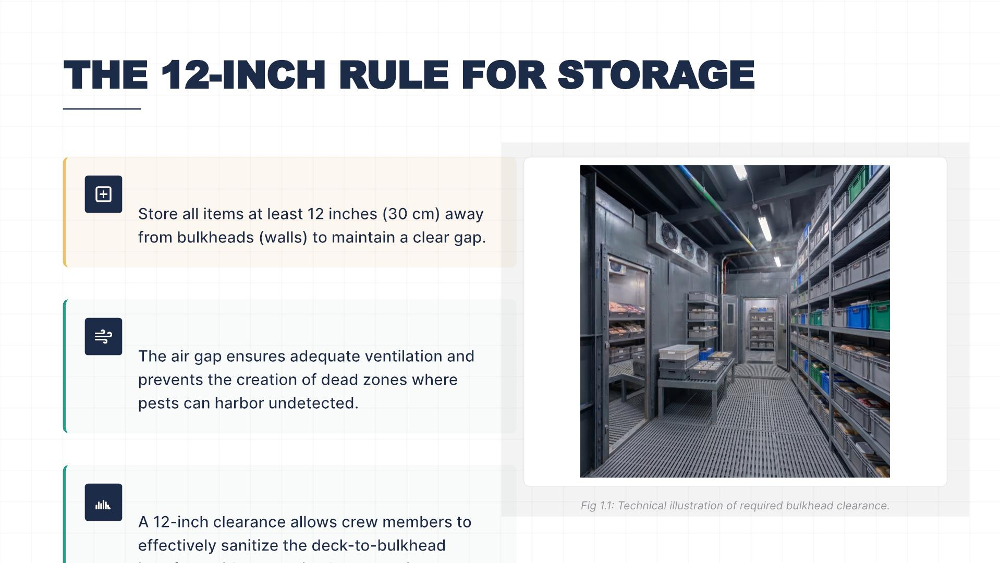 THE 12-INCH RULE FOR STORAGE
Store all items at least 12 inches (30 cm) away
from bulkheads (walls) to maintain a clear gap.
The air gap ensures adequate ventilation and
prevents the creation of dead zones where
pests can harbor undetected.
A 12-inch clearance allows crew members to
effectively sanitize the deck-to-bulkhead
Fig 1.1: Technical illustration of required bulkhead clearance.